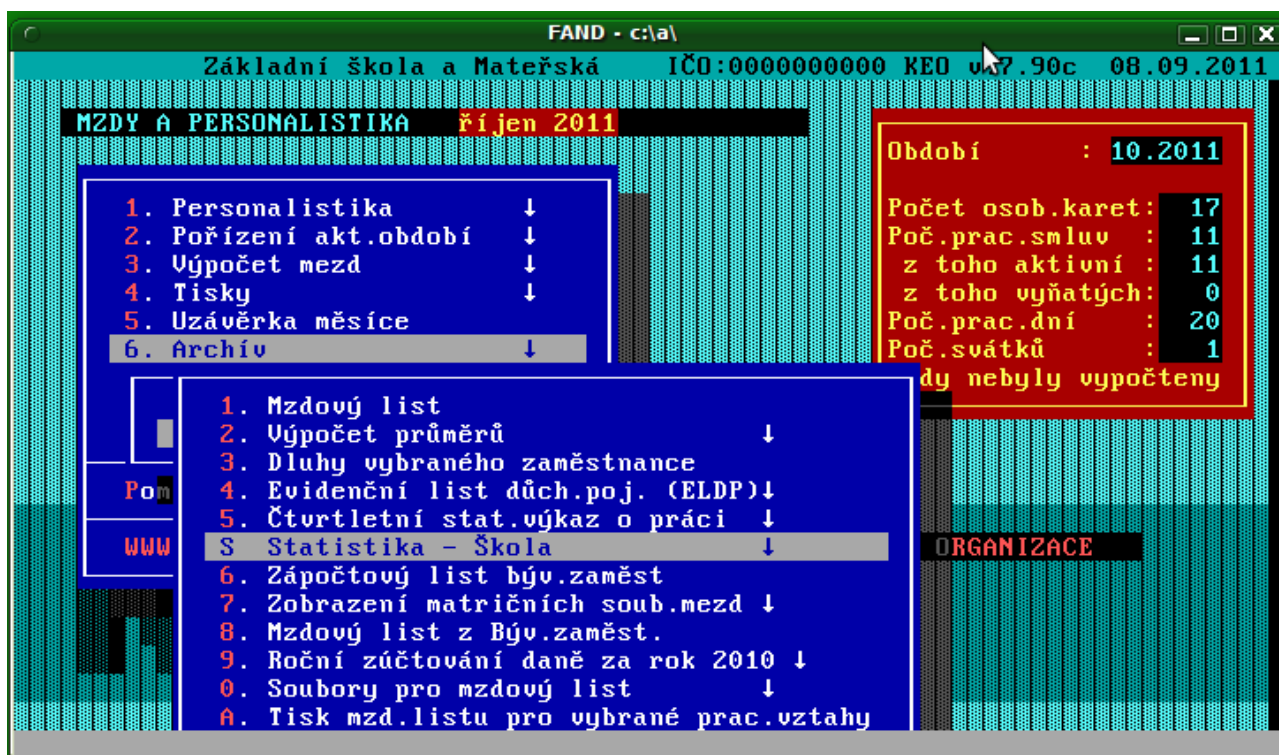 FAND - c:\a\
Základní škola a Mateřská IČO:0000000000 KEO 7.90c 08.09.2011
MZDY A PERSONALISTIKA říjen 2011
Období : 10.2011
Počet osob.karet: 17
Poč.prac.smluv : 11
z toho aktivní : 11
z toho vyňatých: 0
Poč.prac.dní : 20
Poč.svátků : 1
dy nebyly vypočteny
1. Personalistika ↓
2. Pořízení akt.období ↓
3. Výpočet mezd ↓
4. Tisky ↓
5. Uzávěrka měsíce
6. Archív ↓
Pom
WWW
ORGANIZACE
1. Mzdový list
2. Výpočet průměrů ↓
3. Dluhy vybraného zaměstnance
4. Evidenční list důch.poj. (ELDP)↓
5. Čtvrtletní stat.výkaz o práci ↓
S Statistika - Škola ↓
6. Zápočtový list býv.zaměst
7. Zobrazení matričních soub.mezd ↓
8. Mzdový list z Býv.zaměst.
9. Roční zúčtování daně za rok 2010 ↓
0. Soubory pro mzdový list ↓
A. Tisk mzd.listu pro vybrané prac.vztahy